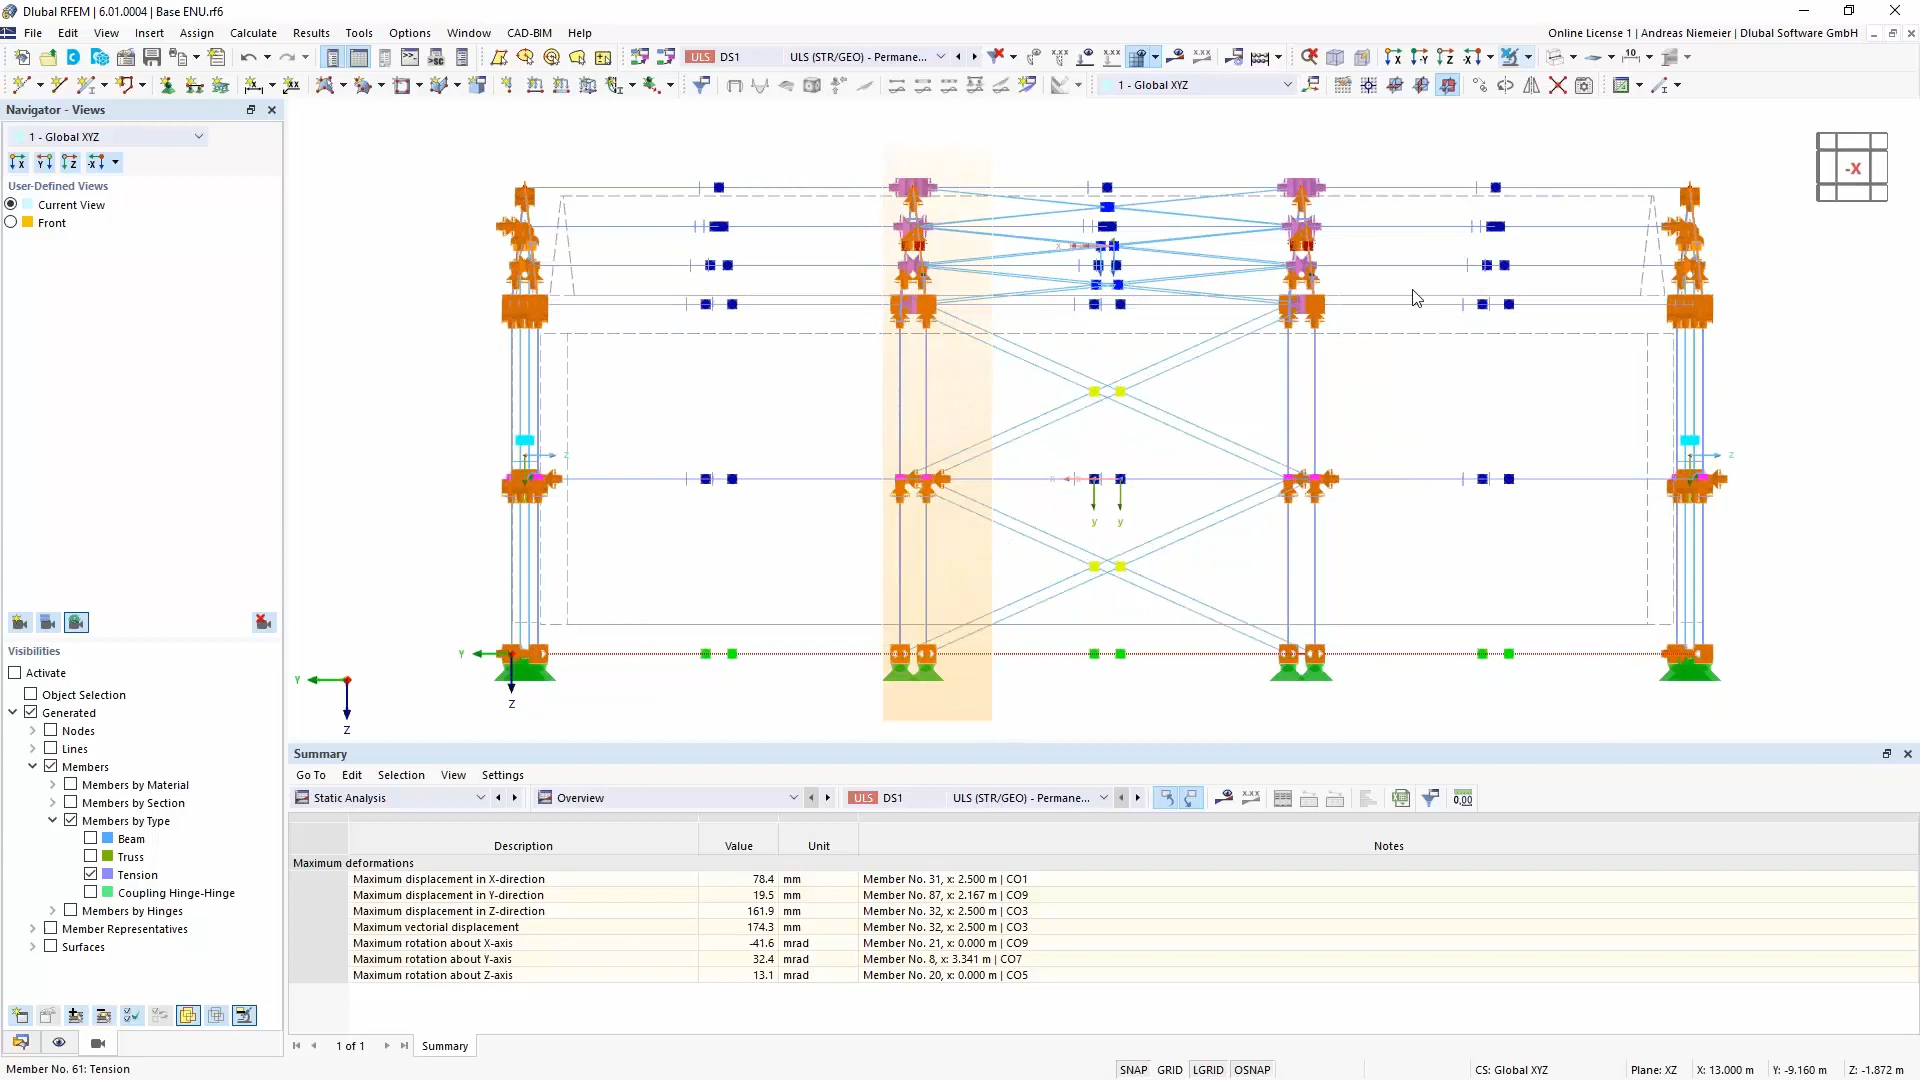 Dlubal RFEM | 6.01.0004 | Base ENU.rf6
File Edit View Insert Assign Calculate Results Tools Options Window CAD-BIM Help
Online License 1 | Andreas Niemeier | Dlubal Software GmbH
ULS DS1 ULS (STR/GEO) - Permane...
1 - Global XYZ
Navigator - Views
1 - Global XYZ
User-Defined Views
Current View
Front
-X
z
z
x
x
y y
Y
Y
Z
Z
Visibilities
Activate
Object Selection
Generated
Nodes
Lines
Members
Members by Material
Members by Section
Members by Type
Beam
Truss
Tension
Coupling Hinge-Hinge
Members by Hinges
Member Representatives
Surfaces
Summary
Go To Edit Selection View Settings
Static Analysis Overview ULS DS1 ULS (STR/GEO) - Permane... 0,00
Description Value Unit Notes
Maximum deformations
Maximum displacement in X-direction 78.4 mm Member No. 31, x: 2.500 m | CO1
Maximum displacement in Y-direction 19.5 mm Member No. 87, x: 2.167 m | CO9
Maximum displacement in Z-direction 161.9 mm Member No. 32, x: 2.500 m | CO3
Maximum vectorial displacement 174.3 mm Member No. 32, x: 2.500 m | CO3
Maximum rotation about X-axis -41.6 mrad Member No. 21, x: 0.000 m | CO9
Maximum rotation about Y-axis 32.4 mrad Member No. 8, x: 3.341 m | CO7
Maximum rotation about Z-axis 13.1 mrad Member No. 20, x: 0.000 m | CO5
1 of 1 Summary
Member No. 61: Tension
SNAP GRID LGRID OSNAP CS: Global XYZ Plane: XZ X: 13.000 m Y: -9.160 m Z: -1.872 m